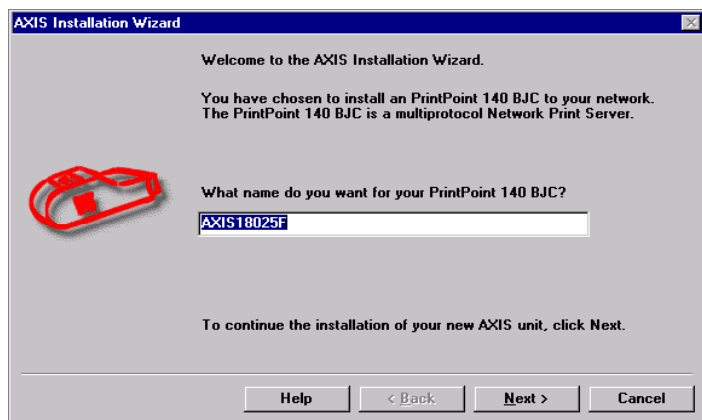 AXIS Installation Wizard
Welcome to the AXIS Installation Wizard.
You have chosen to install an PrintPoint 140 BJC to your network.
The PrintPoint 140 BJC is a multiprotocol Network Print Server.
What name do you want for your PrintPoint 140 BJC?
AXIS18025F
To continue the installation of your new AXIS unit, click Next.
Help < Back Next > Cancel